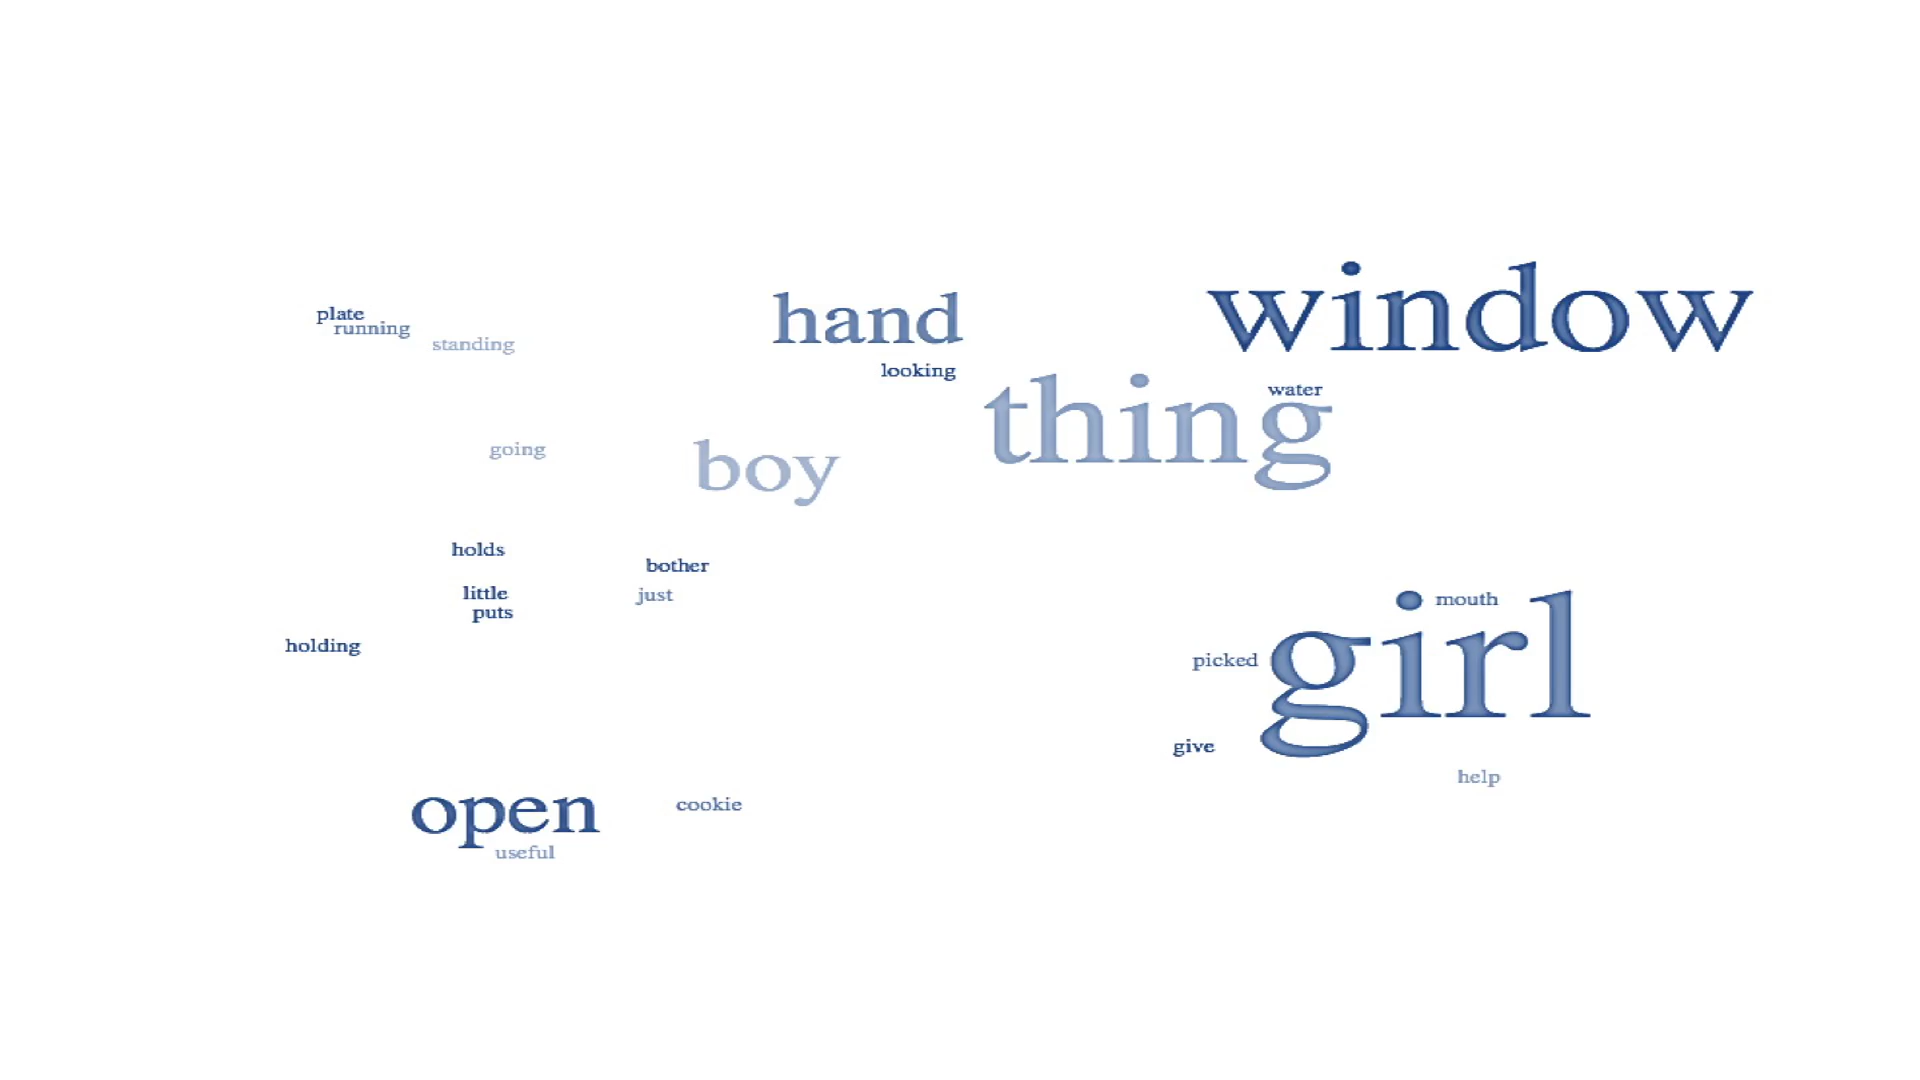 window
plate
running
standing
hand
looking
water
thing
going
boy
holds
bother
little
just
puts
holding
mouth
girl
picked
give
help
open
cookie
useful